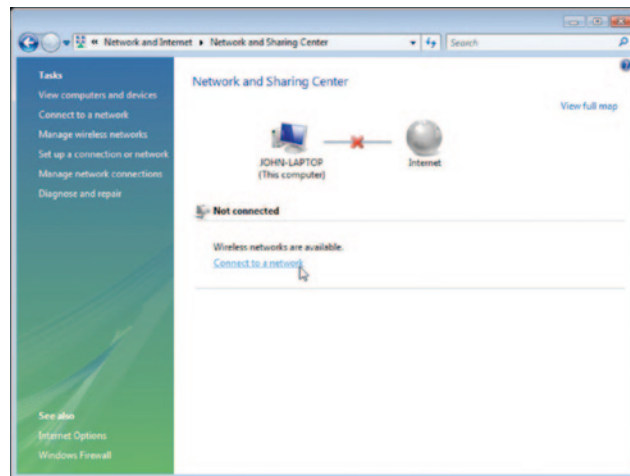 « Network and Internet ▸ Network and Sharing Center
Search
Tasks
View computers and devices
Connect to a network
Manage wireless networks
Set up a connection or network
Manage network connections
Diagnose and repair
See also
Internet Options
Windows Firewall
Network and Sharing Center
View full map
JOHN-LAPTOP
(This computer)
Internet
Not connected
Wireless networks are available.
Connect to a network